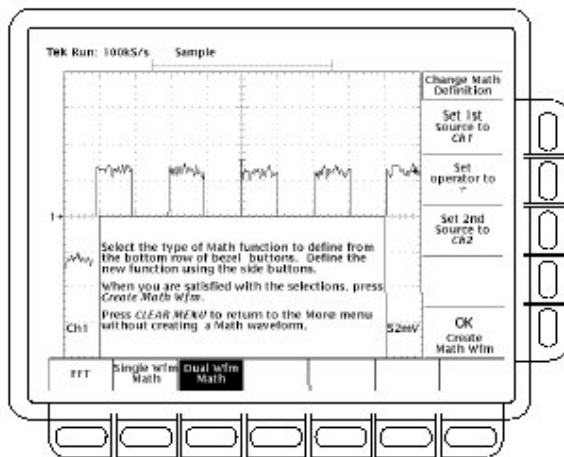 Tek Run: 100kS/s Sample
Change Math
Definition
Set 1st
Source to
Ch1
Set
operator to
+
Set 2nd
Source to
Ch2
1
Select the type of Math function to define from
the bottom row of bezel buttons. Define the
new function using the side buttons.
When you are satisfied with the selections, press
Create Math Wfm.
Press CLEAR MENU to return to the More menu
without creating a Math waveform.
Ch1
52mV
OK
Create
Math Wfm
FFT
Single Wfm
Math
Dual Wfm
Math